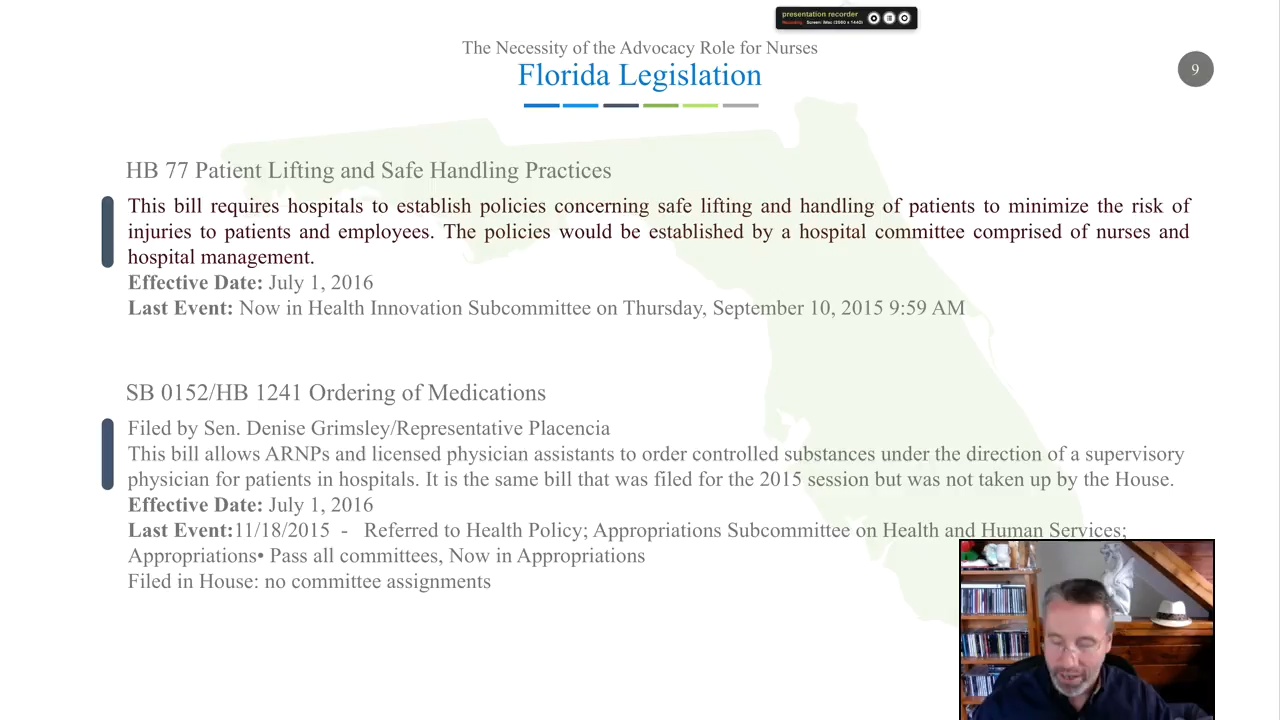 presentation recorder
Recording Screen: iMac (2560 x 1440)
The Necessity of the Advocacy Role for Nurses
Florida Legislation
9
HB 77 Patient Lifting and Safe Handling Practices
This bill requires hospitals to establish policies concerning safe lifting and handling of patients to minimize the risk of
injuries to patients and employees. The policies would be established by a hospital committee comprised of nurses and
hospital management.
Effective Date: July 1, 2016
Last Event: Now in Health Innovation Subcommittee on Thursday, September 10, 2015 9:59 AM
SB 0152/HB 1241 Ordering of Medications
Filed by Sen. Denise Grimsley/Representative Placencia
This bill allows ARNPs and licensed physician assistants to order controlled substances under the direction of a supervisory
physician for patients in hospitals. It is the same bill that was filed for the 2015 session but was not taken up by the House.
Effective Date: July 1, 2016
Last Event:11/18/2015 - Referred to Health Policy; Appropriations Subcommittee on Health and Human Services;
Appropriations• Pass all committees, Now in Appropriations
Filed in House: no committee assignments